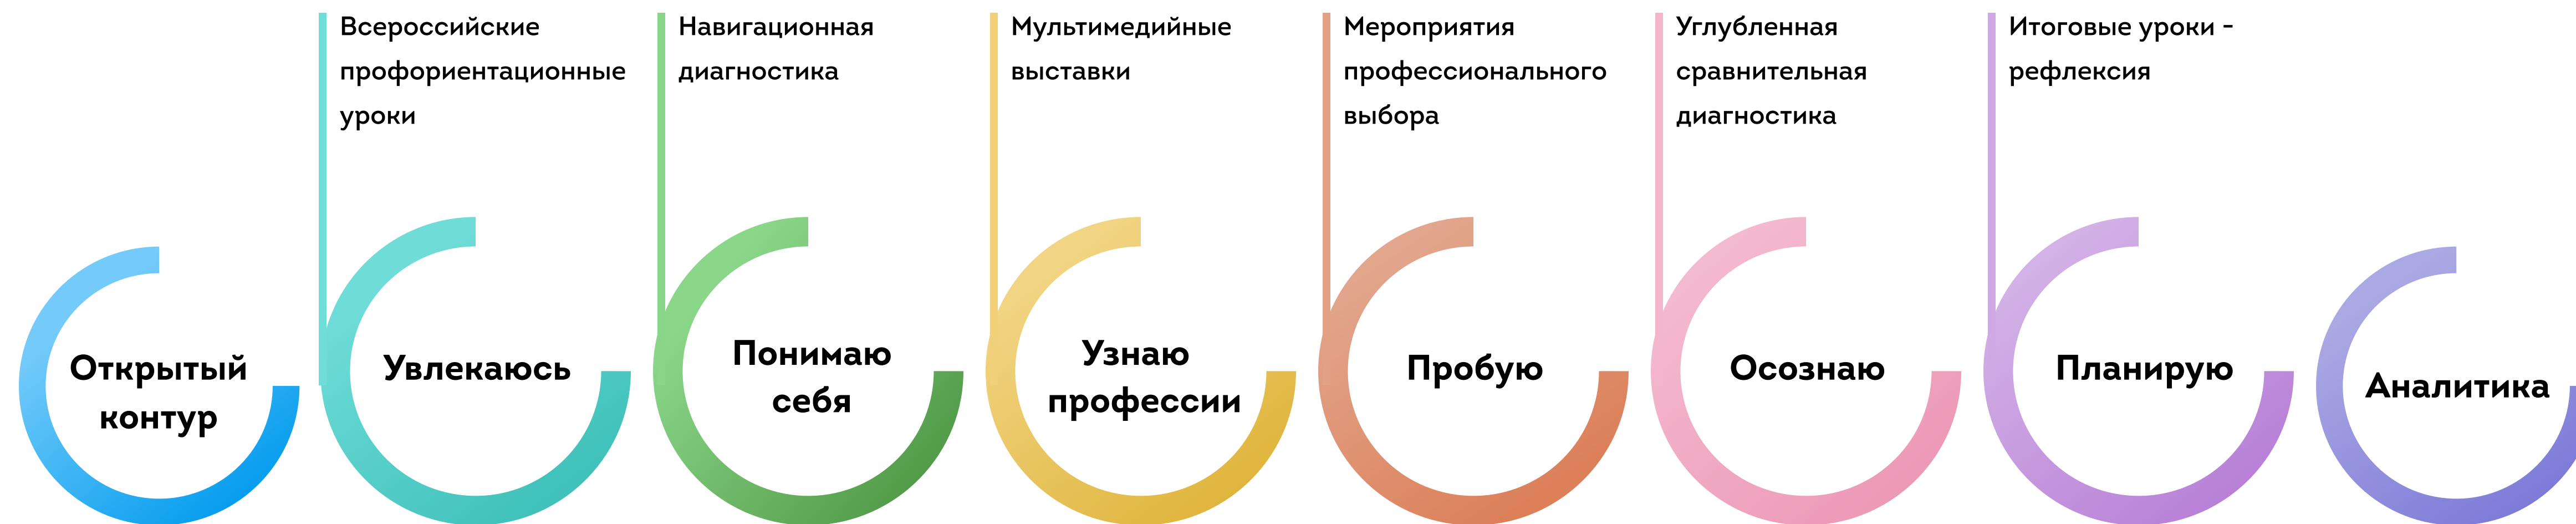 Всероссийские
профориентационные
уроки
Навигационная
диагностика
Мультимедийные
выставки
Мероприятия
профессионального
выбора
Углубленная
сравнительная
диагностика
Итоговые уроки -
рефлексия
Открытый
контур
Увлекаюсь
Понимаю
себя
Узнаю
профессии
Пробую
Осознаю
Планирую
Аналитика